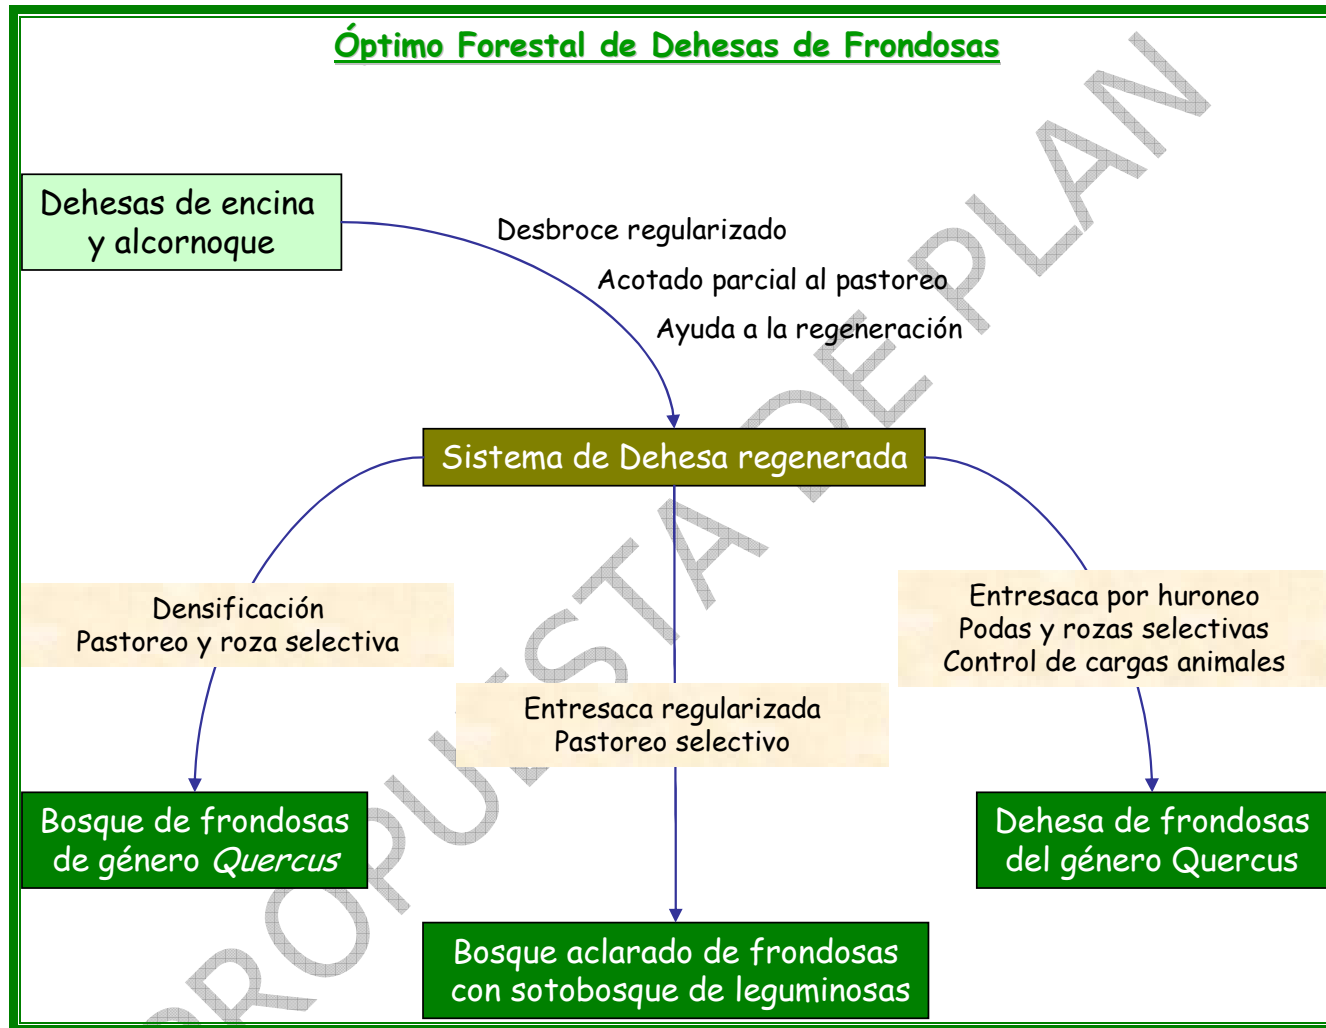 Óptimo Forestal de Dehesas de Frondosas
Dehesas de encina
y alcornoque
Desbroce regularizado
Acotado parcial al pastoreo
Ayuda a la regeneración
Sistema de Dehesa regenerada
Densificación
Pastoreo y roza selectiva
Entresaca regularizada
Pastoreo selectivo
Entresaca por huroneo
Podas y rozas selectivas
Control de cargas animales
Bosque de frondosas
de género Quercus
Bosque aclarado de frondosas
con sotobosque de leguminosas
Dehesa de frondosas
del género Quercus
PROPUESTA DE PLAN